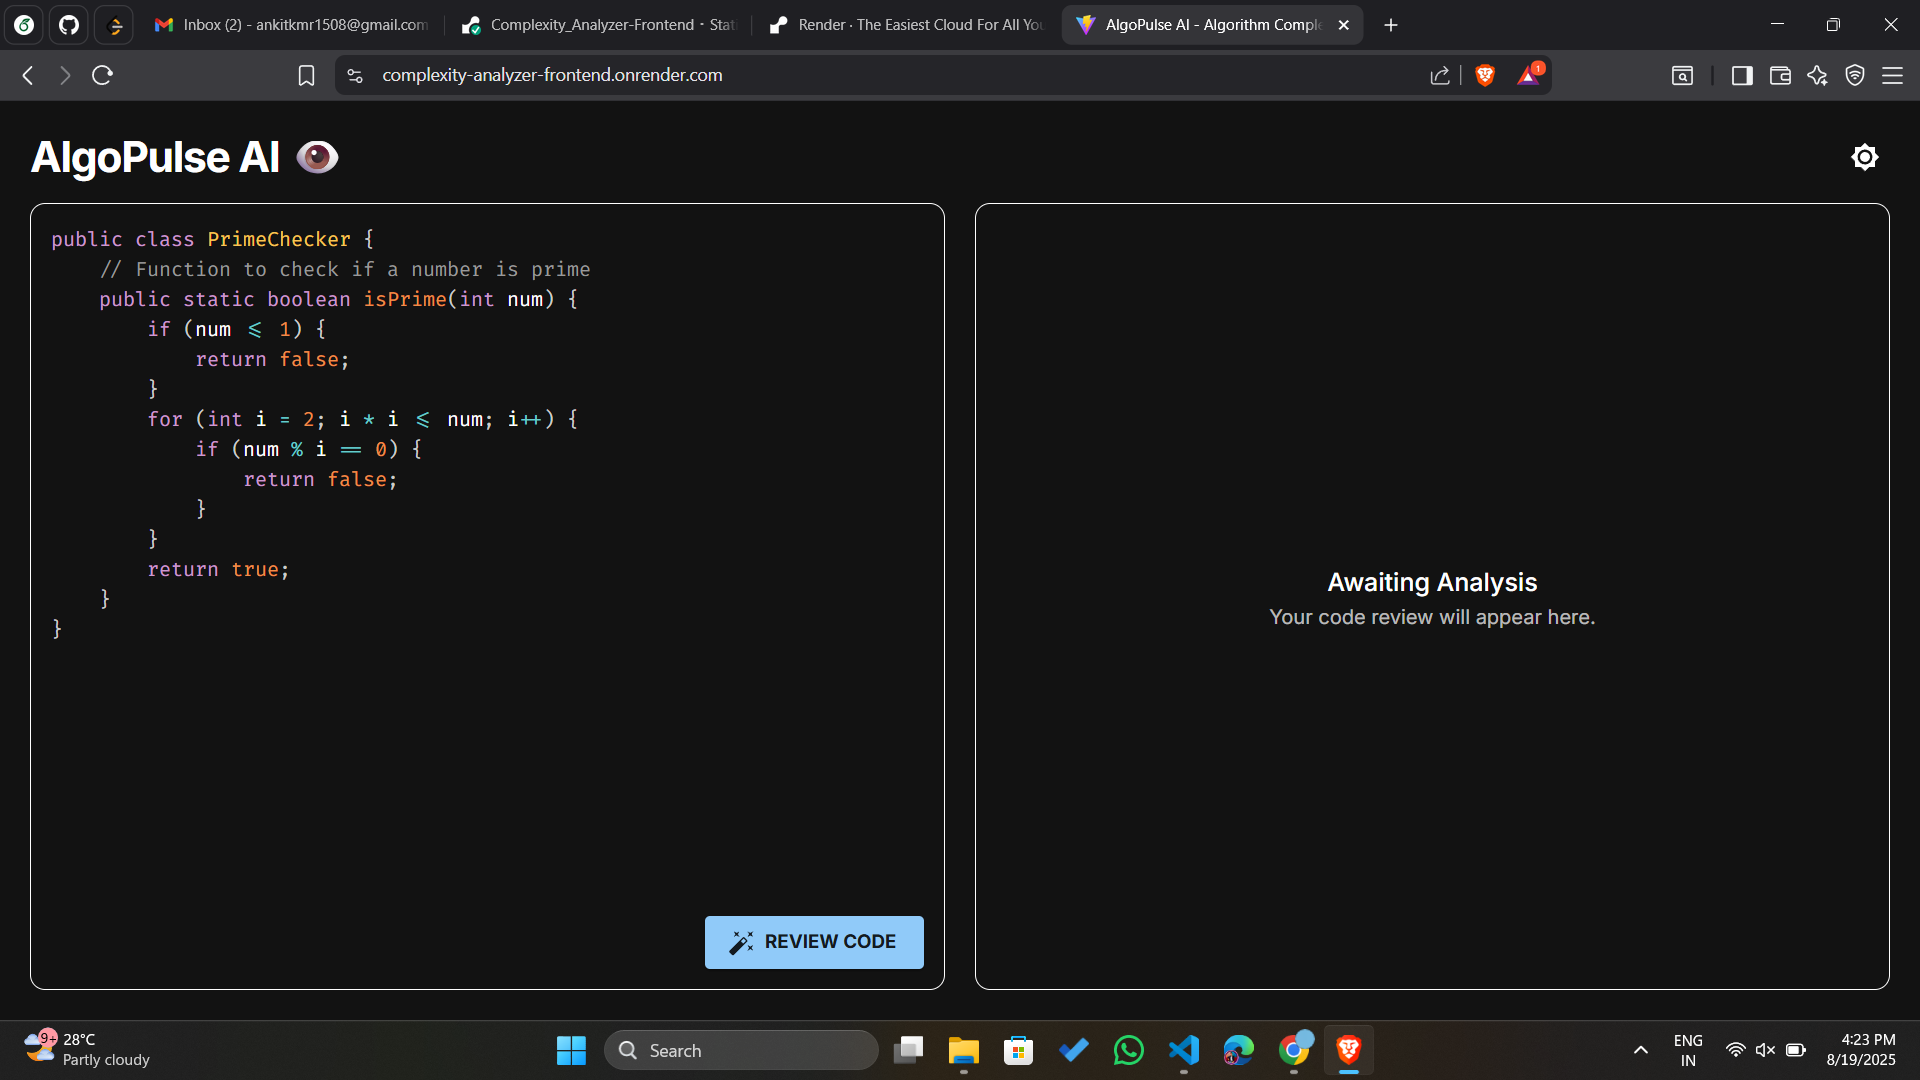 Inbox (2) - ankitkmr1508@gmail.com
Complexity_Analyzer-Frontend · Stati
Render · The Easiest Cloud For All You
AlgoPulse AI - Algorithm Comple
complexity-analyzer-frontend.onrender.com
1
AlgoPulse AI
public class PrimeChecker {
// Function to check if a number is prime
public static boolean isPrime(int num) {
if (num <= 1) {
return false;
}
for (int i = 2; i * i <= num; i++) {
if (num % i == 0) {
return false;
}
}
return true;
}
}
REVIEW CODE
Awaiting Analysis
Your code review will appear here.
9+
28°C
Partly cloudy
Search
ENG
IN
4:23 PM
8/19/2025